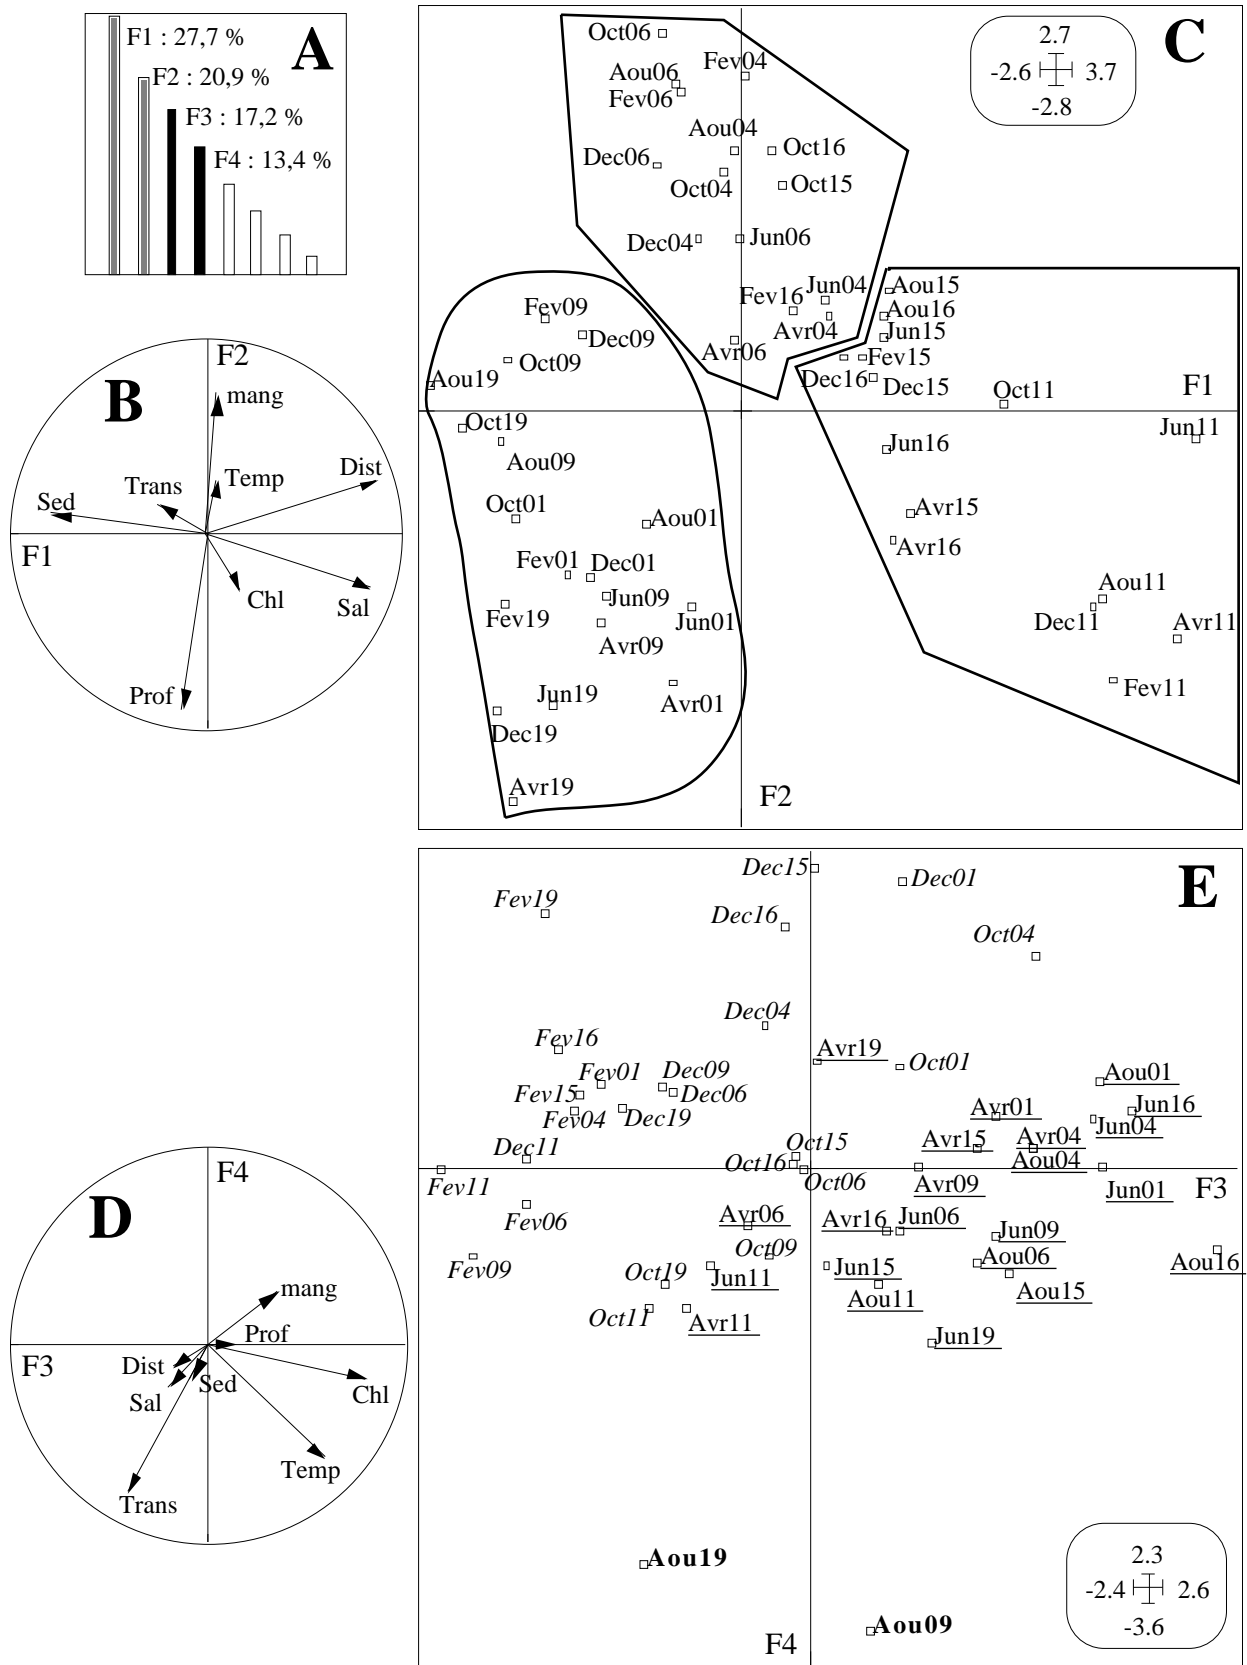 A
F1 : 27,7 %
F2 : 20,9 %
F3 : 17,2 %
F4 : 13,4 %
B
F2
mang
Dist
Temp
Trans
Sed
F1
Chl
Sal
Prof
C
2.7
-2.6 3.7
-2.8
Oct06
Fev04
Aou06
Fev06
Aou04
Oct16
Dec06
Oct04
Oct15
Dec04
Jun06
Fev16
Jun04
Avr04
Avr06
Aou15
Aou16
Jun15
Fev15
Dec16
Dec15
F1
Oct11
Jun11
Jun16
Avr15
Avr16
Aou11
Dec11
Avr11
Fev11
Fev09
Dec09
Oct09
Aou19
Oct19
Aou09
Oct01
Aou01
Fev01
Dec01
Jun09
Fev19
Jun01
Avr09
Jun19
Avr01
Dec19
Avr19
F2
E
Dec15
Dec01
Fev19
Dec16
Oct04
Dec04
Fev16
Avr19
Oct01
Fev01
Dec09
Dec06
Fev15
Fev04
Dec19
Aou01
Avr01
Jun16
Jun04
Avr15
Avr04
Aou04
Dec11
Oct15
Oct16
Oct06
Fev11
Avr09
Jun01
F3
Fev06
Avr06
Avr16
Jun06
Jun09
Fev09
Oct09
Aou06
Aou16
Oct19
Jun11
Jun15
Aou15
Aou11
Oct11
Avr11
Jun19
Aou19
Aou09
F4
2.3
-2.4 2.6
-3.6
D
F4
mang
Prof
F3
Dist
Sal
Sed
Chl
Temp
Trans